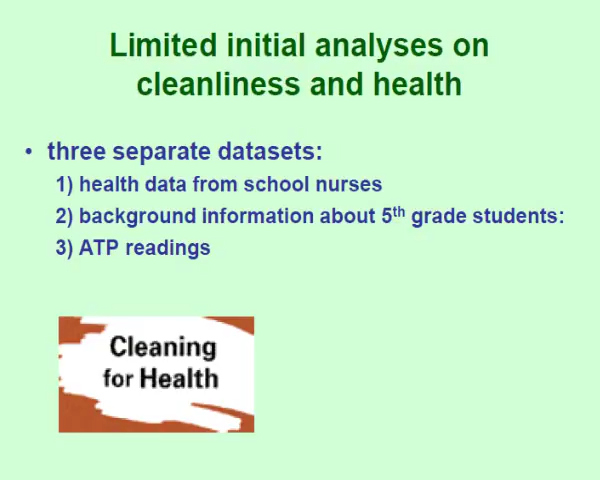 Limited initial analyses on
cleanliness and health
• three separate datasets:
1) health data from school nurses
2) background information about 5th grade students:
3) ATP readings
Cleaning
for Health